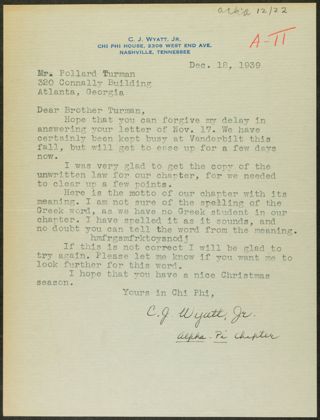 ack'd 12/22
A-II
C. J. WYATT, JR.
CHI PHI HOUSE, 2308 WEST END AVE.
NASHVILLE, TENNESSEE
Dec. 18, 1939
Mr. Pollard Turman
320 Connally Building
Atlanta, Georgia
Dear Brother Turman,
Hope that you can forgive my delay in
answering your letter of Nov. 17. We have
certainly been kept busy at Vanderbilt this
fall, but will get to ease up for a few days
now.
I was very glad to get the copy of the
unwritten law for our chapter, for we needed
to clear up a few points.
Here is the motto of our chapter with its
meaning. I am not sure of the spelling of the
Greek word, as we have no Greek student in our
chapter. I have spelled it as it sounds, and
no doubt you can tell the word from the meaning.
hmfrgsmfrktoysnodj
If this is not correct I will be glad to
try again. Please let me know if you want me to
look further for this word.
I hope that you have a nice Christmas
season.
Yours in Chi Phi,
C. J. Wyatt, Jr.
Alpha-Pi Chapter